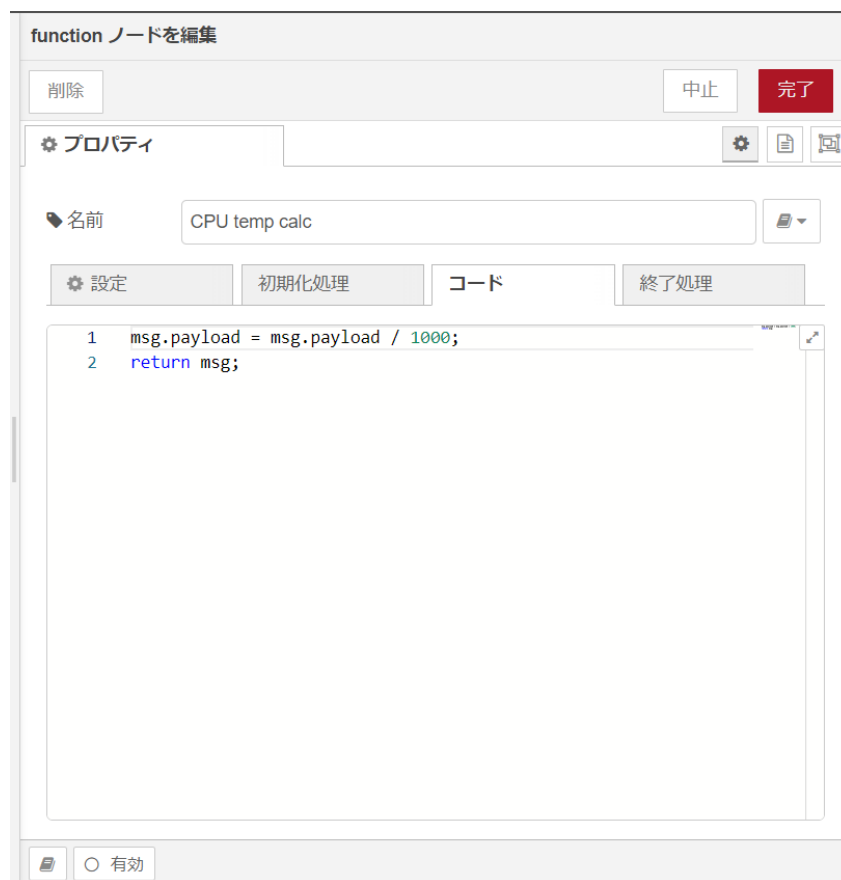 function ノードを編集
削除 中止 完了
プロパティ
名前 CPU temp calc
設定 初期化処理 コード 終了処理
1 msg.payload = msg.payload / 1000;
2 return msg;
有効